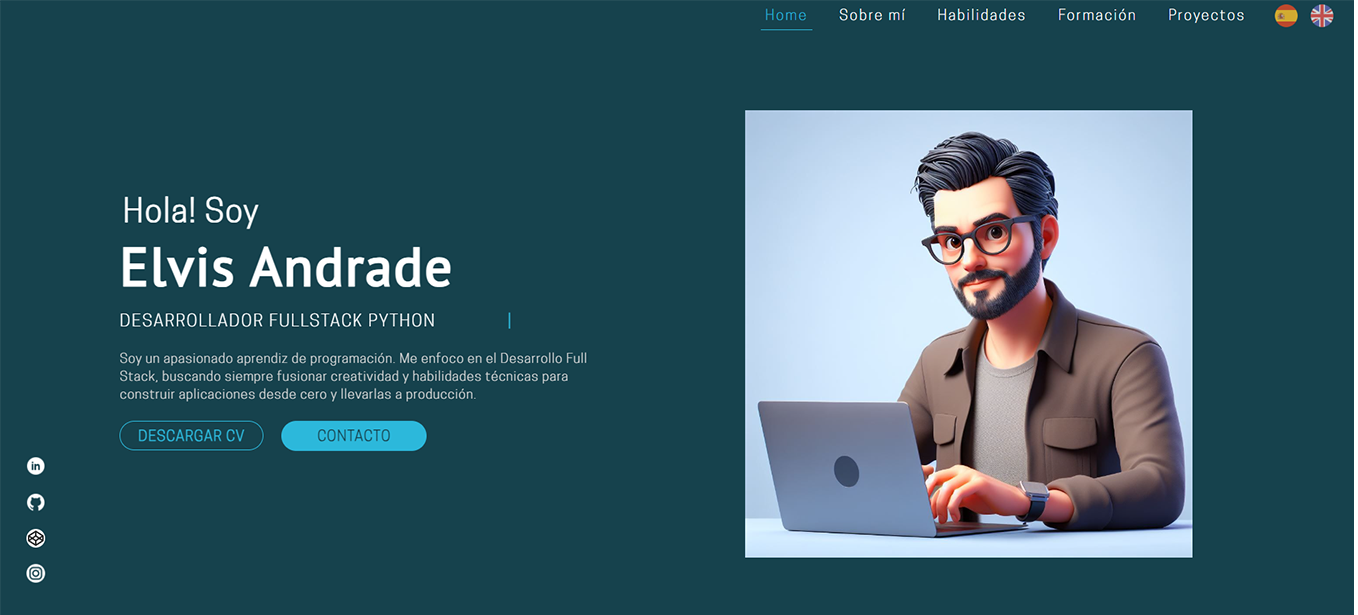 Home Sobre mí Habilidades Formación Proyectos
Hola! Soy
Elvis Andrade
DESARROLLADOR FULLSTACK PYTHON
Soy un apasionado aprendiz de programación. Me enfoco en el Desarrollo Full
Stack, buscando siempre fusionar creatividad y habilidades técnicas para
construir aplicaciones desde cero y llevarlas a producción.
DESCARGAR CV CONTACTO
in